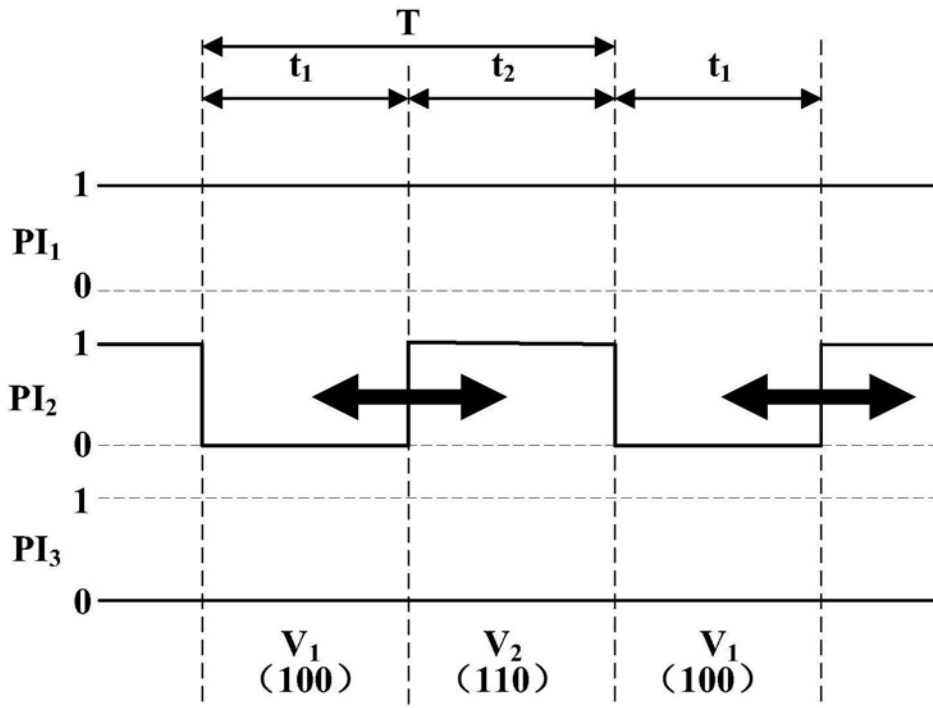 T
t₁ t₂ t₁
1
PI₁
0
1
PI₂
0
1
PI₃
0
V₁ V₂ V₁
（100） （110） （100）